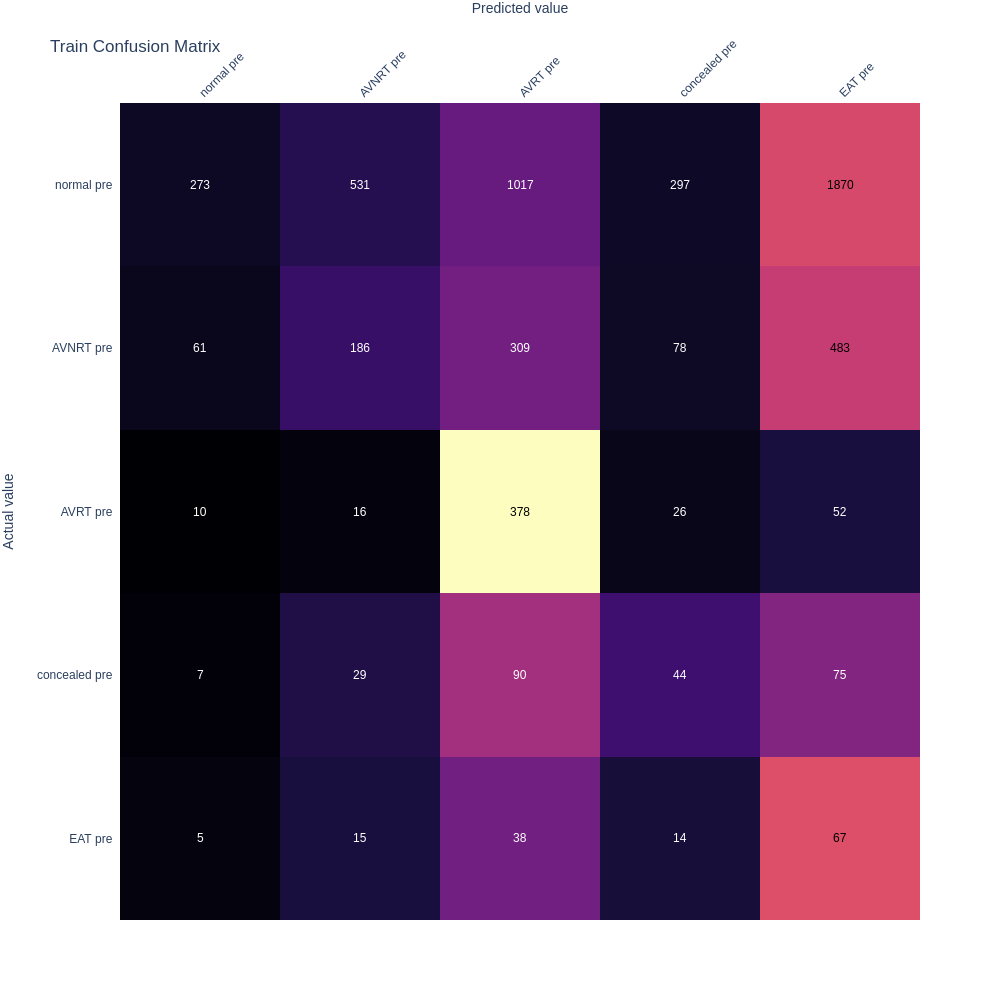 Predicted value
Train Confusion Matrix
normal pre
AVNRT pre
AVRT pre
concealed pre
EAT pre
normal pre 273 531 1017 297 1870
AVNRT pre 61 186 309 78 483
Actual value
AVRT pre 10 16 378 26 52
concealed pre 7 29 90 44 75
EAT pre 5 15 38 14 67